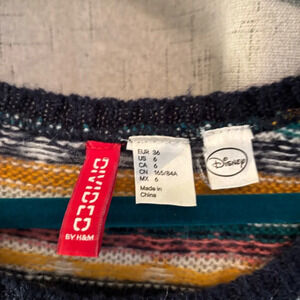 DIVIDED
BY H&M
EUR 36
US 6
CA 6
CN 165/84A
MX 6
Made in
China
Disney